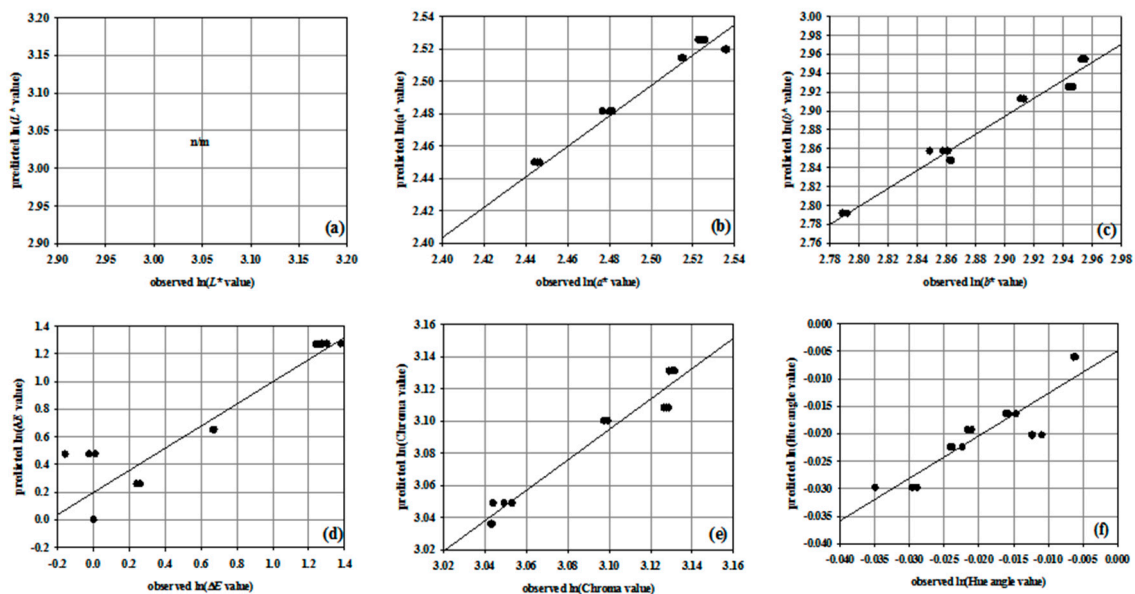 3.20
3.15
3.10
3.05
3.00
2.95
2.90
predicted ln(L* value)
n/m
(a)
2.90 2.95 3.00 3.05 3.10 3.15 3.20
observed ln(L* value)
2.54
2.52
2.50
2.48
2.46
2.44
2.42
2.40
predicted ln(a* value)
(b)
2.40 2.42 2.44 2.46 2.48 2.50 2.52 2.54
observed ln(a* value)
3.00
2.96
2.92
2.88
2.84
2.80
2.76
predicted ln(b* value)
(c)
2.78 2.80 2.82 2.84 2.86 2.88 2.90 2.92 2.94 2.96 2.98
observed ln(b* value)
1.4
1.2
1.0
0.8
0.6
0.4
0.2
0.0
-0.2
predicted ln(ΔE value)
(d)
-0.2 0.0 0.2 0.4 0.6 0.8 1.0 1.2 1.4
observed ln(ΔE value)
3.16
3.14
3.12
3.10
3.08
3.06
3.04
3.02
predicted ln(Chroma value)
(e)
3.02 3.04 3.06 3.08 3.10 3.12 3.14 3.16
observed ln(Chroma value)
0.000
-0.005
-0.010
-0.015
-0.020
-0.025
-0.030
-0.035
-0.040
predicted ln(Hue angle value)
(f)
-0.040 -0.035 -0.030 -0.025 -0.020 -0.015 -0.010 -0.005 0.000
observed ln(Hue angle value)